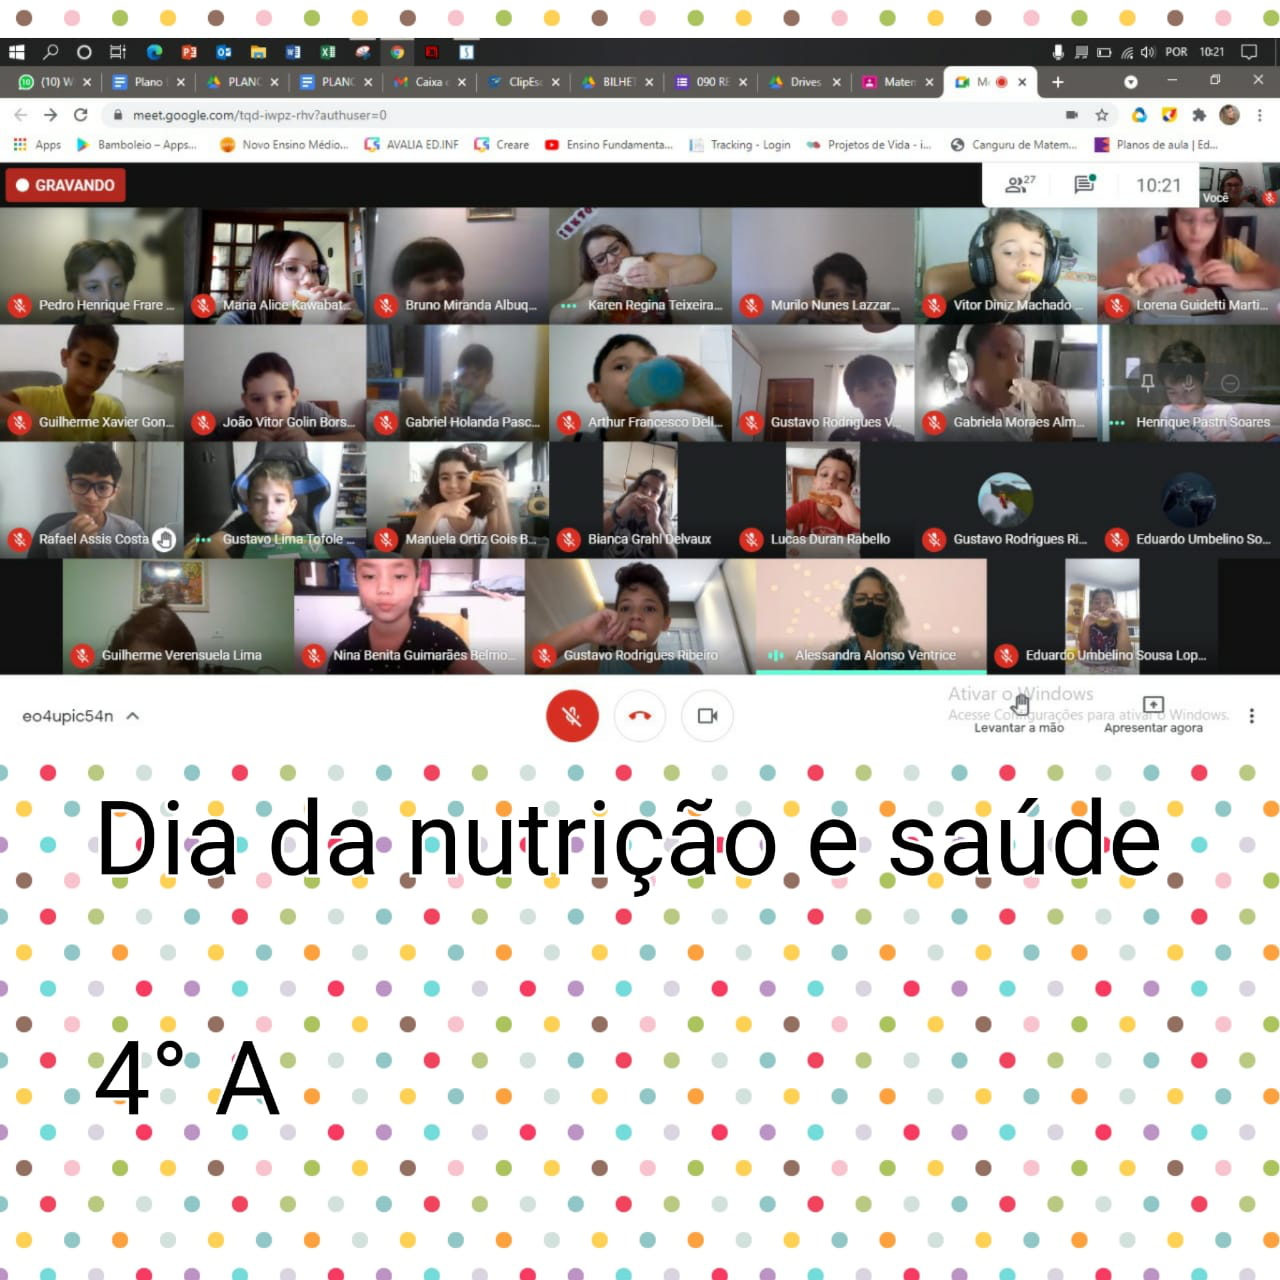 POR 10:21
(10) W
Plano
PLANC
PLANC
Caixa
ClipEsc
BILHET
090 RE
Drives
Maten
meet.google.com/tqd-iwpz-rhv?authuser=0
Apps
Bamboleio – Apps...
Novo Ensino Médio...
AVALIA ED.INF
Creare
Ensino Fundamenta...
Tracking - Login
Projetos de Vida - i...
Canguru de Matem...
Planos de aula | Ed...
GRAVANDO
27
10:21
Você
Pedro Henrique Frare ...
Maria Alice Kawabat...
Bruno Miranda Albuq...
Karen Regina Teixeira...
Murilo Nunes Lazzar...
Vitor Diniz Machado ...
Lorena Guidetti Marti...
Guilherme Xavier Gon...
João Vitor Golin Bors...
Gabriel Holanda Pasc...
Arthur Francesco Dell...
Gustavo Rodrigues V...
Gabriela Moraes Alm...
Henrique Pastri Soares
Rafael Assis Costa
Gustavo Lima Tofole ...
Manuela Ortiz Gois B...
Bianca Grahl Delvaux
Lucas Duran Rabello
Gustavo Rodrigues Ri...
Eduardo Umbelino So...
Guilherme Verensuela Lima
Nina Benita Guimarães Belmo...
Gustavo Rodrigues Ribeiro
Alessandra Alonso Ventrice
Eduardo Umbelino Sousa Lop...
eo4upic54n
Ativar o Windows
Acesse Configurações para ativar o Windows.
Levantar a mão
Apresentar agora
Dia da nutrição e saúde
4° A